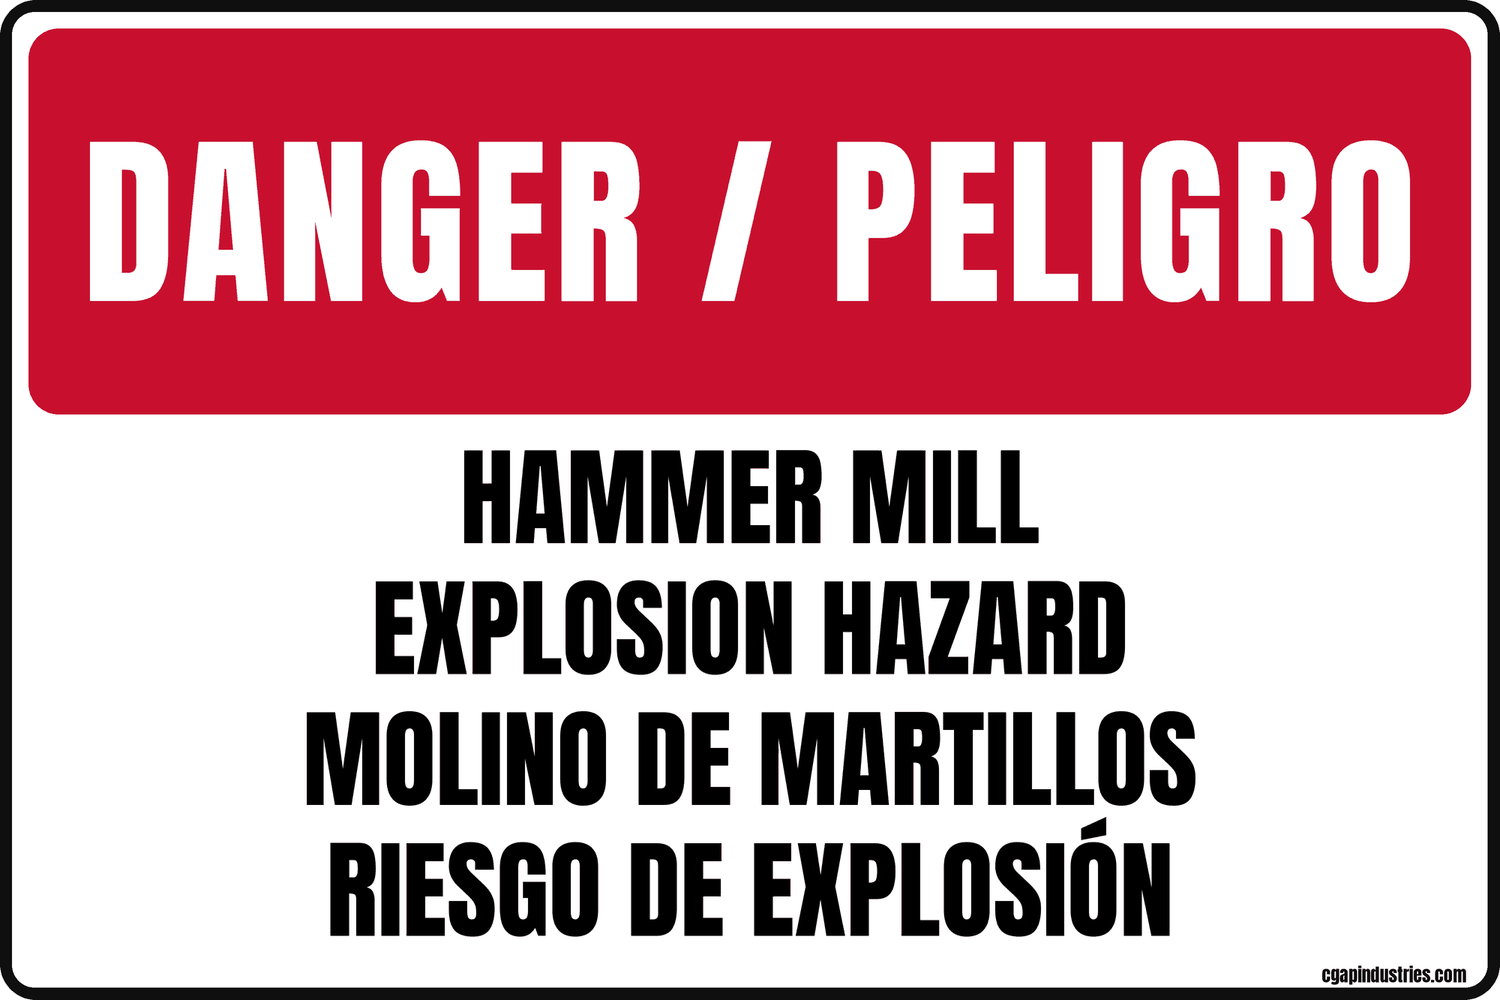 DANGER / PELIGRO
HAMMER MILL
EXPLOSION HAZARD
MOLINO DE MARTILLOS
RIESGO DE EXPLOSIÓN
cgapindustries.com